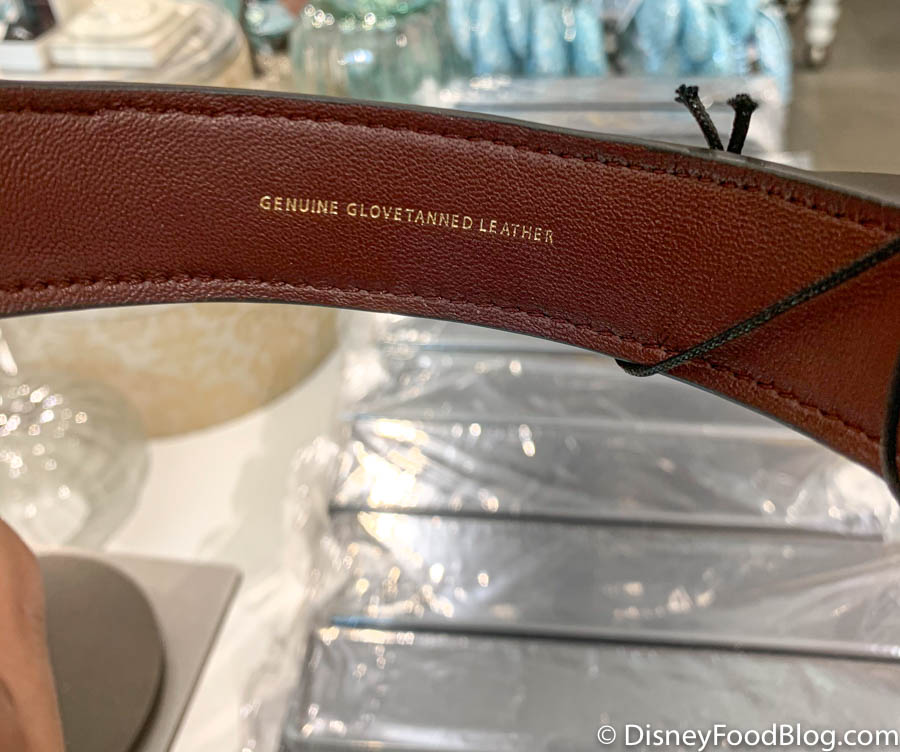 GENUINE GLOVETANNED LEATHER
© DisneyFoodBlog.com